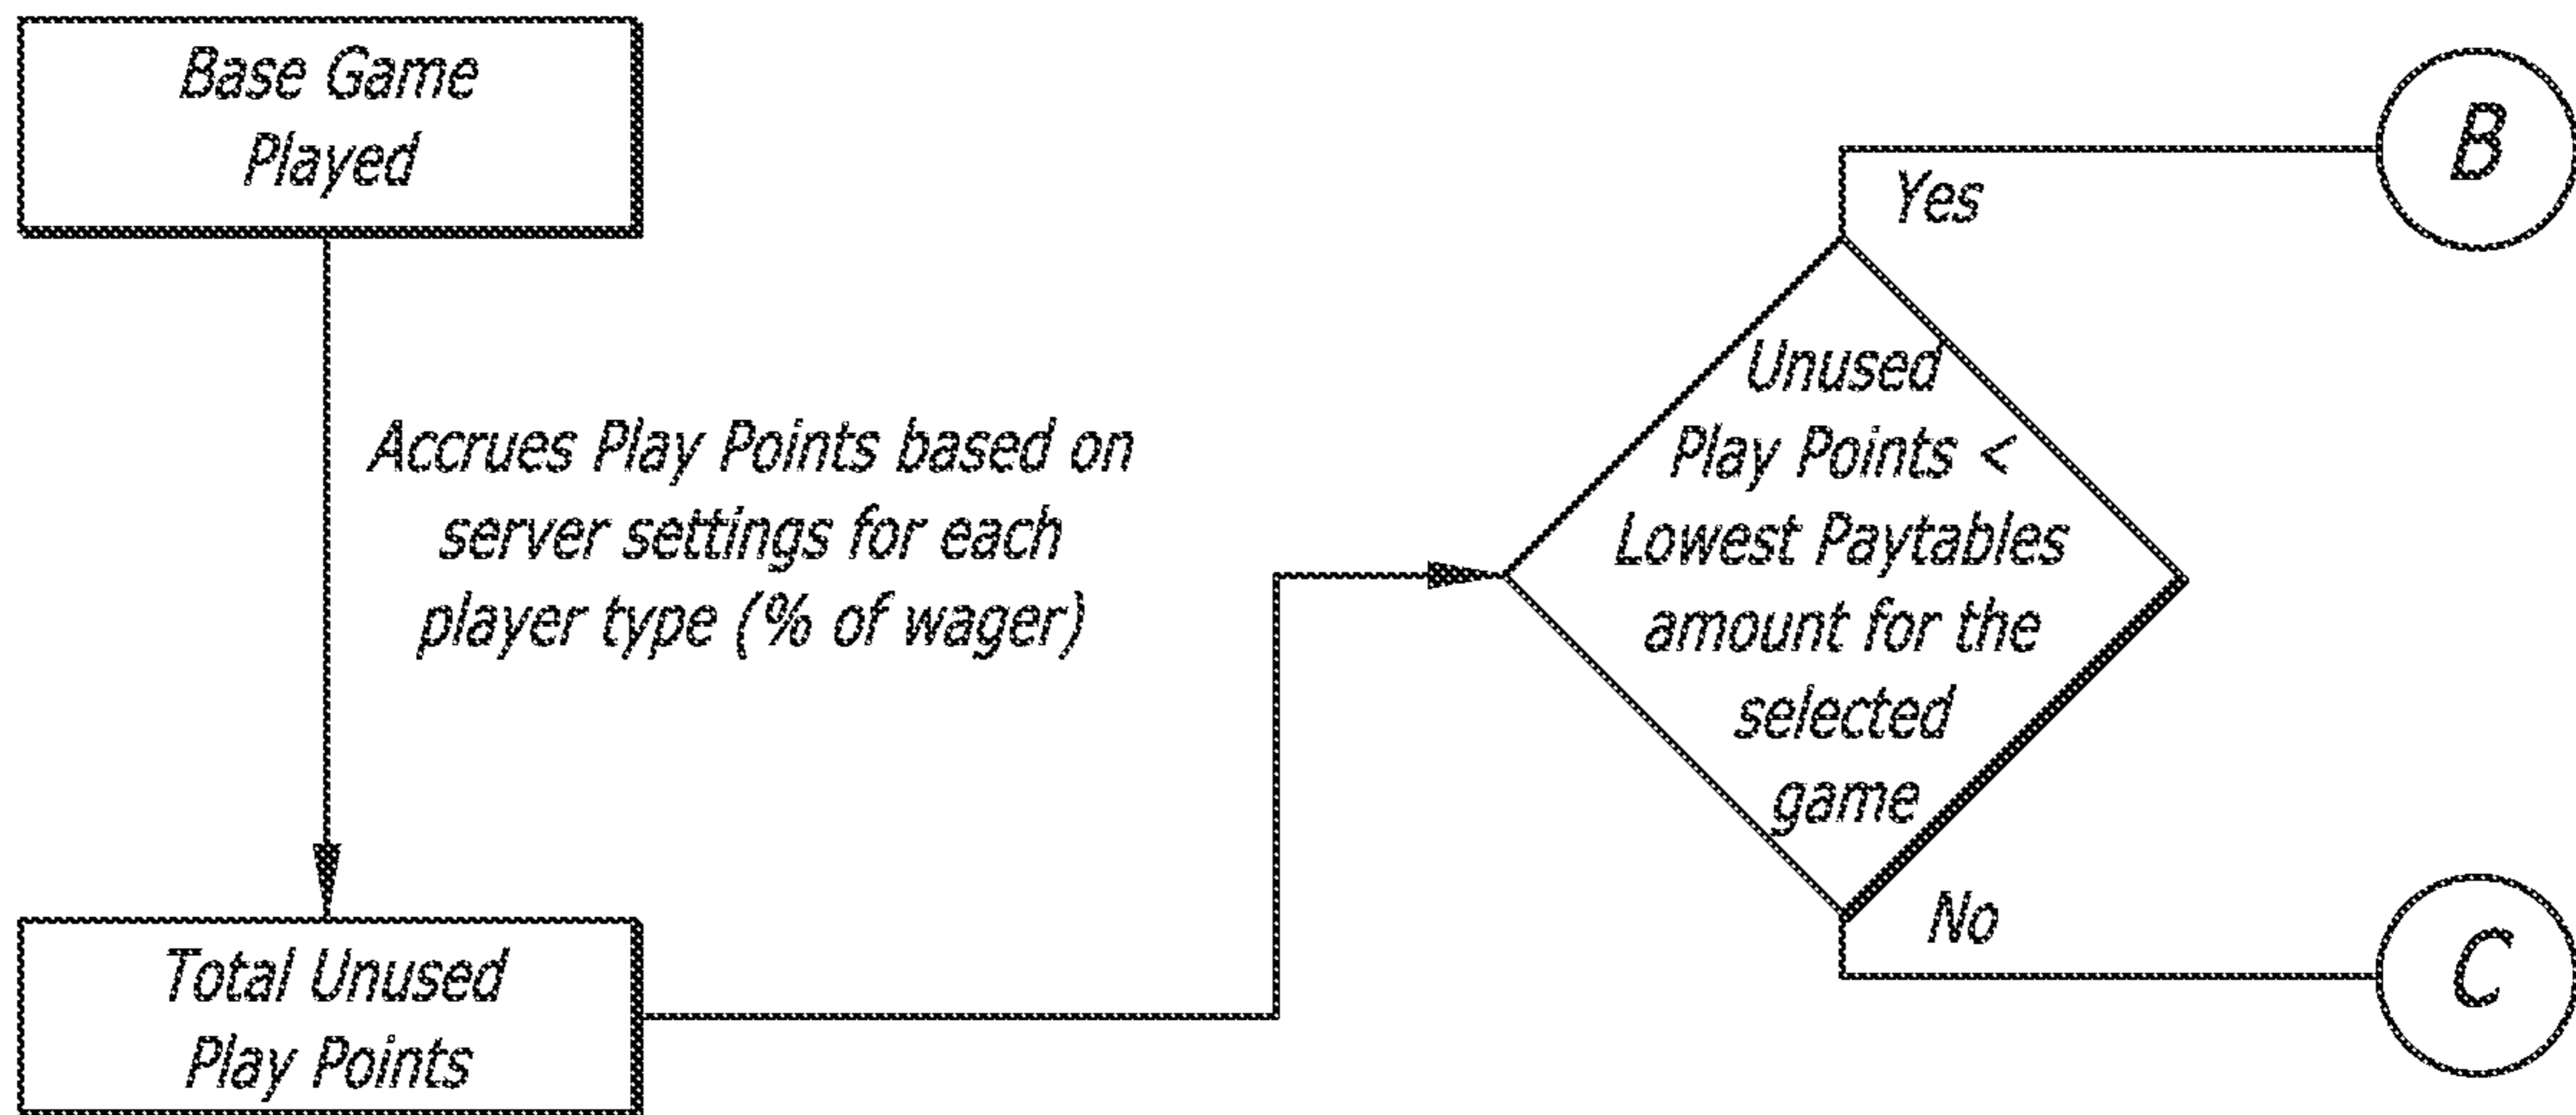 Base Game
Played
Accrues Play Points based on
server settings for each
player type (% of wager)
Total Unused
Play Points
Unused
Play Points <
Lowest Paytables
amount for the
selected
game
Yes
B
No
C